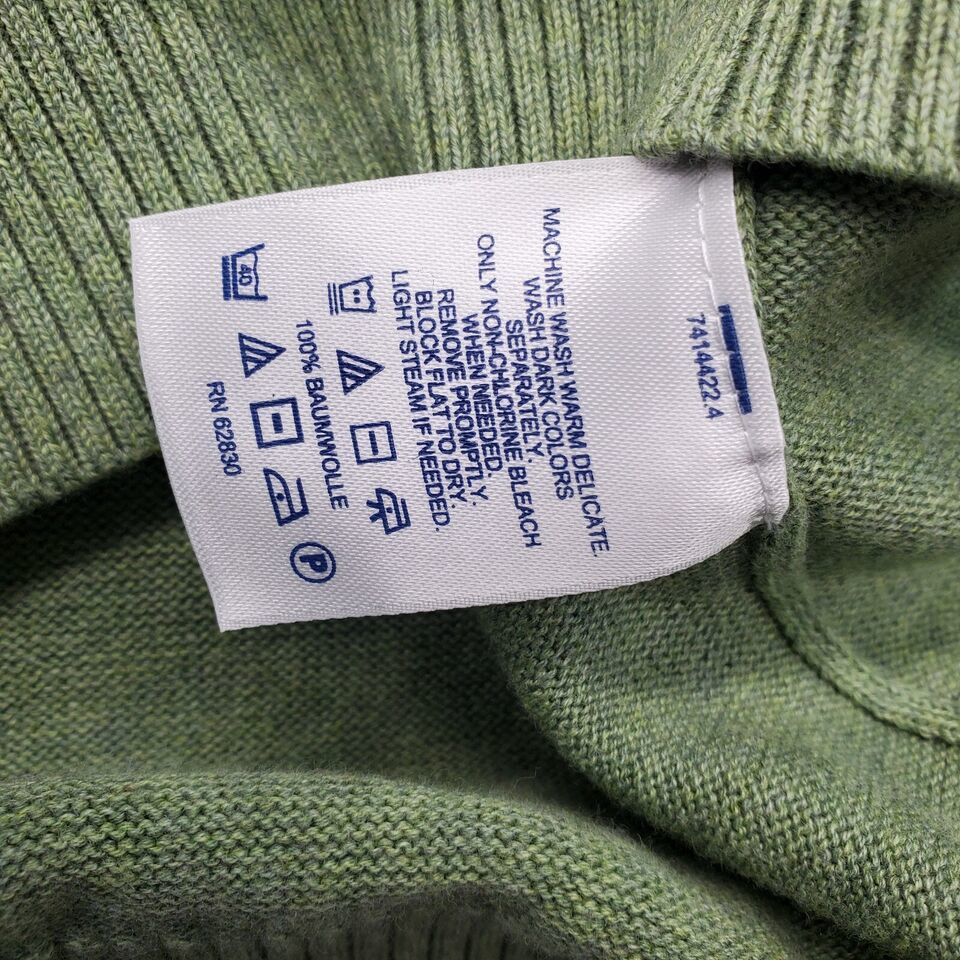 7414422.4
MACHINE WASH WARM DELICATE.
WASH DARK COLORS
SEPARATELY.
ONLY NON-CHLORINE BLEACH
WHEN NEEDED.
REMOVE PROMPTLY.
BLOCK FLAT TO DRY.
LIGHT STEAM IF NEEDED.
100% BAUMWOLLE
40
P
RN 62830